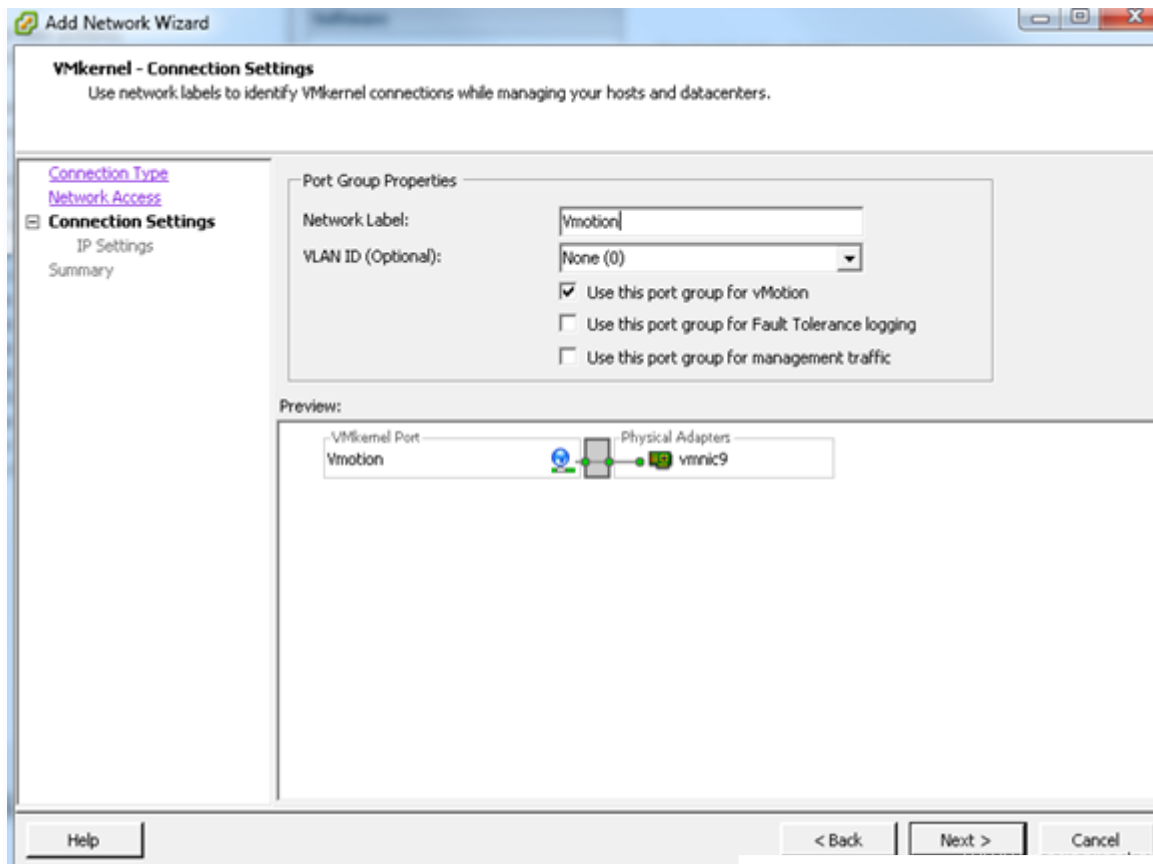 Add Network Wizard
VMkernel - Connection Settings
Use network labels to identify VMkernel connections while managing your hosts and datacenters.
Connection Type
Network Access
Connection Settings
IP Settings
Summary
Port Group Properties
Network Label: Vmotion
VLAN ID (Optional): None (0)
Use this port group for vMotion
Use this port group for Fault Tolerance logging
Use this port group for management traffic
Preview:
VMkernel Port
Vmotion
Physical Adapters
vmnic9
Help
< Back
Next >
Cancel